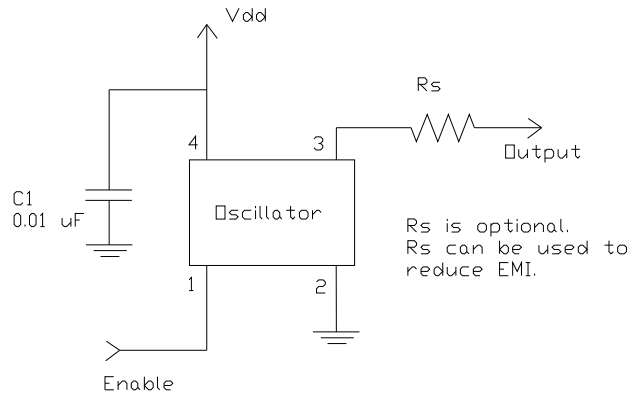 Vdd
Rs
4
3
Output
C1
0.01 uF
Oscillator
Rs is optional.
Rs can be used to
reduce EMI.
1
2
Enable